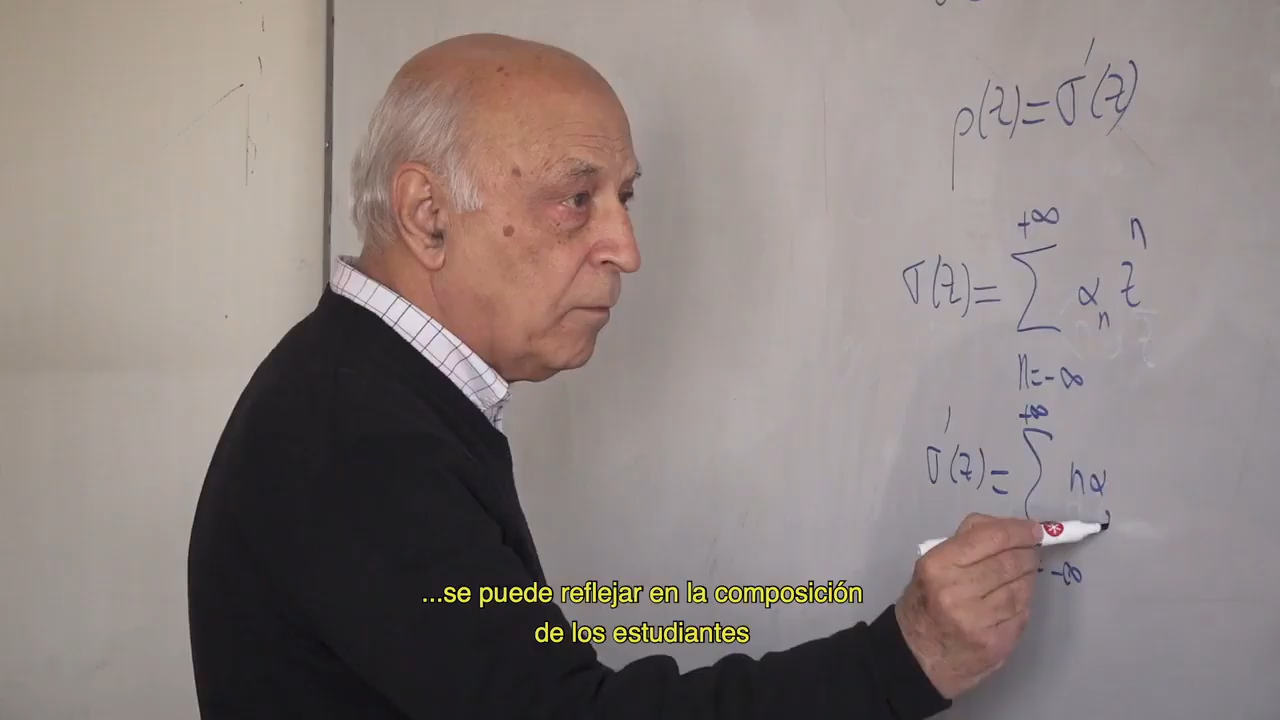 ρ(z)=σ'(z)
+∞
σ(z)= Σ αₙ zⁿ
n=-∞
+∞
σ'(z)= Σ nα
-∞
...se puede reflejar en la composición
de los estudiantes